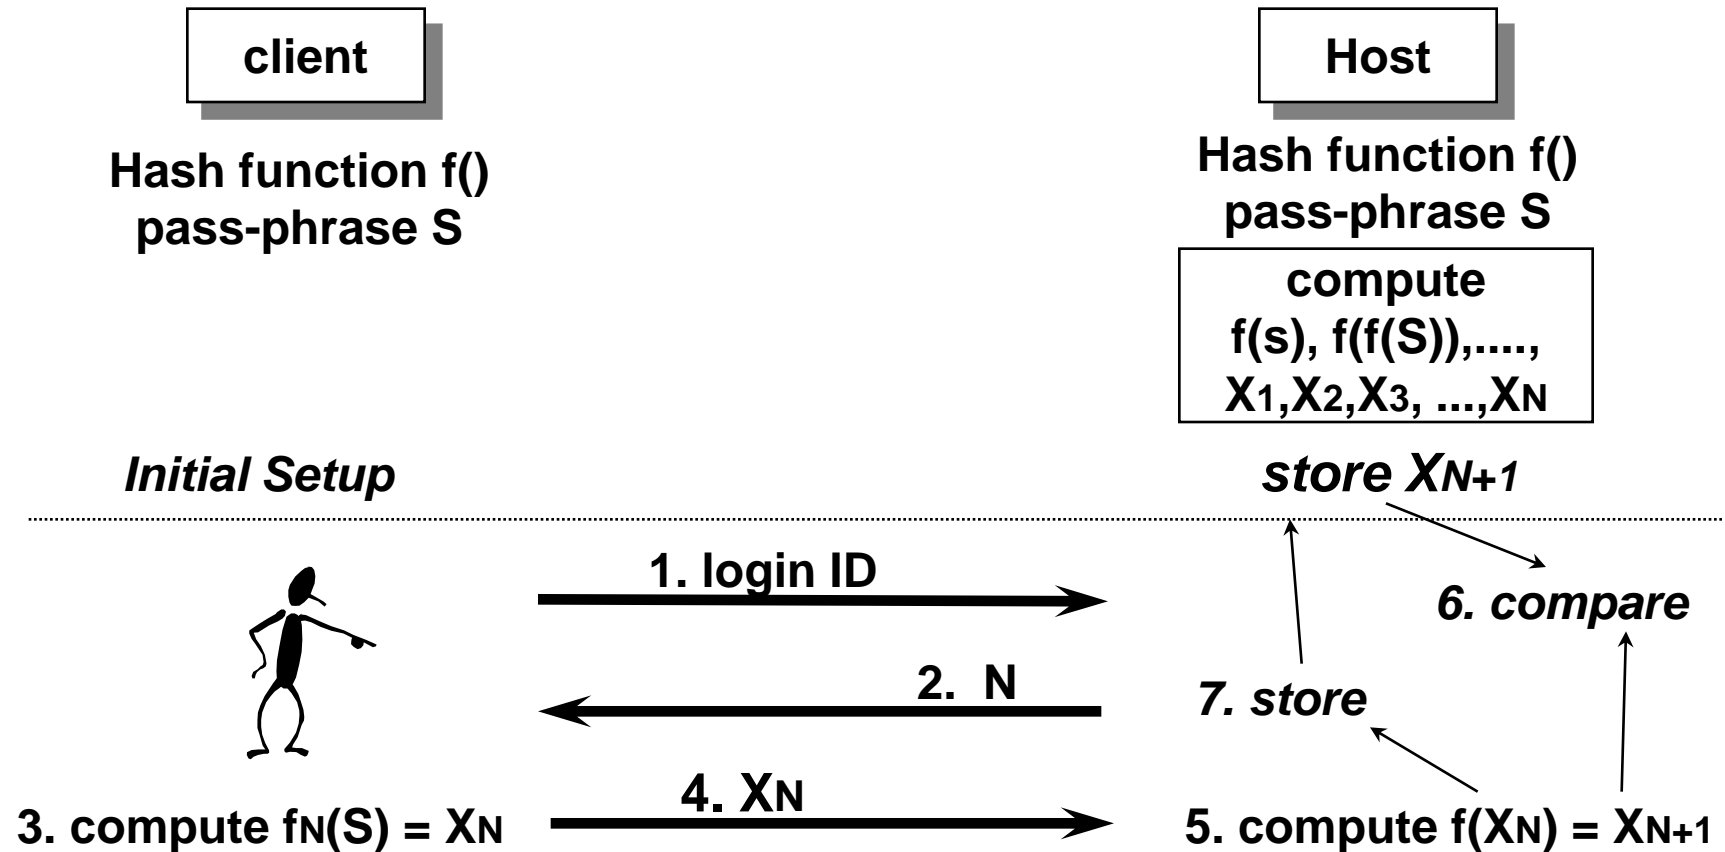 client
Hash function f()
pass-phrase S
Host
Hash function f()
pass-phrase S
compute
f(s), f(f(S)),....,
X1,X2,X3, ...,XN
Initial Setup
store XN+1
1. login ID
6. compare
2. N
7. store
4. XN
3. compute fN(S) = XN
5. compute f(XN) = XN+1